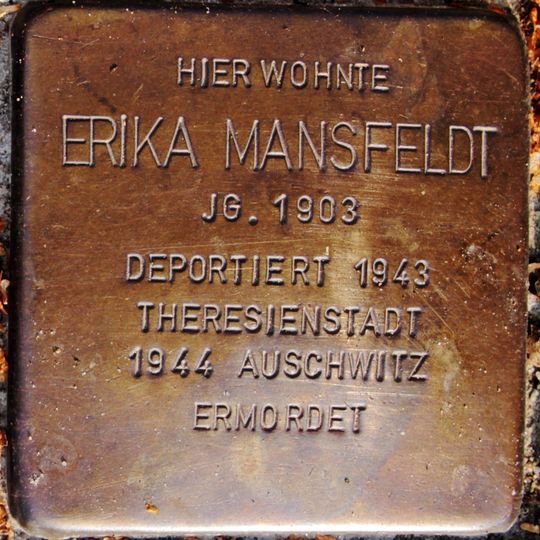 HIER WOHNTE
ERIKA MANSFELDT
JG. 1903
DEPORTIERT 1943
THERESIENSTADT
1944 AUSCHWITZ
ERMORDET